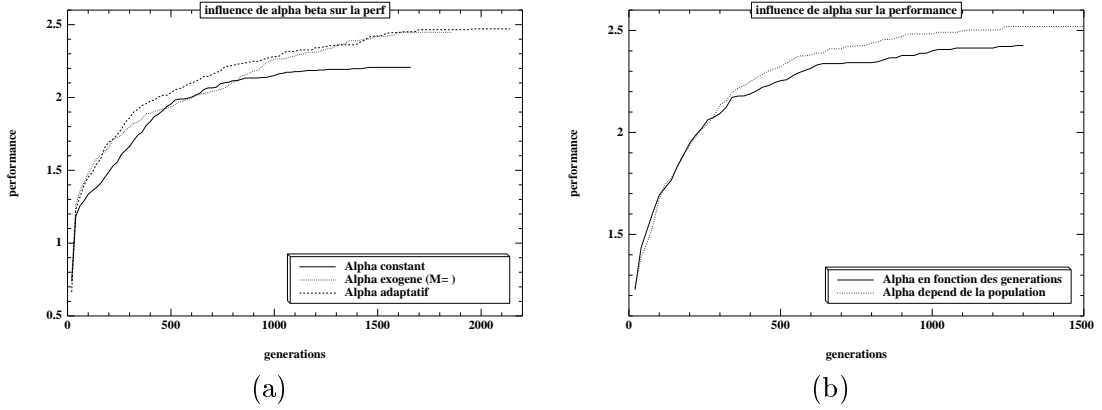 influence de alpha beta sur la perf
2.5
2
1.5
1
0.5
performance
0
500
1000
1500
2000
generations
Alpha constant
Alpha exogene (M= )
Alpha adaptatif
(a)
influence de alpha sur la performance
2.5
2
1.5
performance
0
500
1000
1500
generations
Alpha en fonction des generations
Alpha depend de la population
(b)